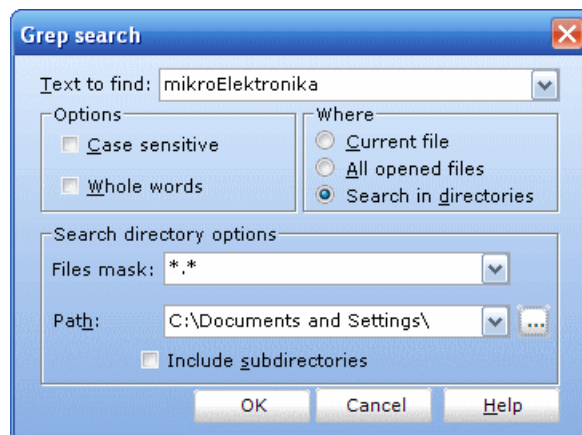 Grep search
Text to find: mikroElektronika
Options
Case sensitive
Whole words
Where
Current file
All opened files
Search in directories
Search directory options
Files mask: *.*
Path: C:\Documents and Settings\ ...
Include subdirectories
OK Cancel Help